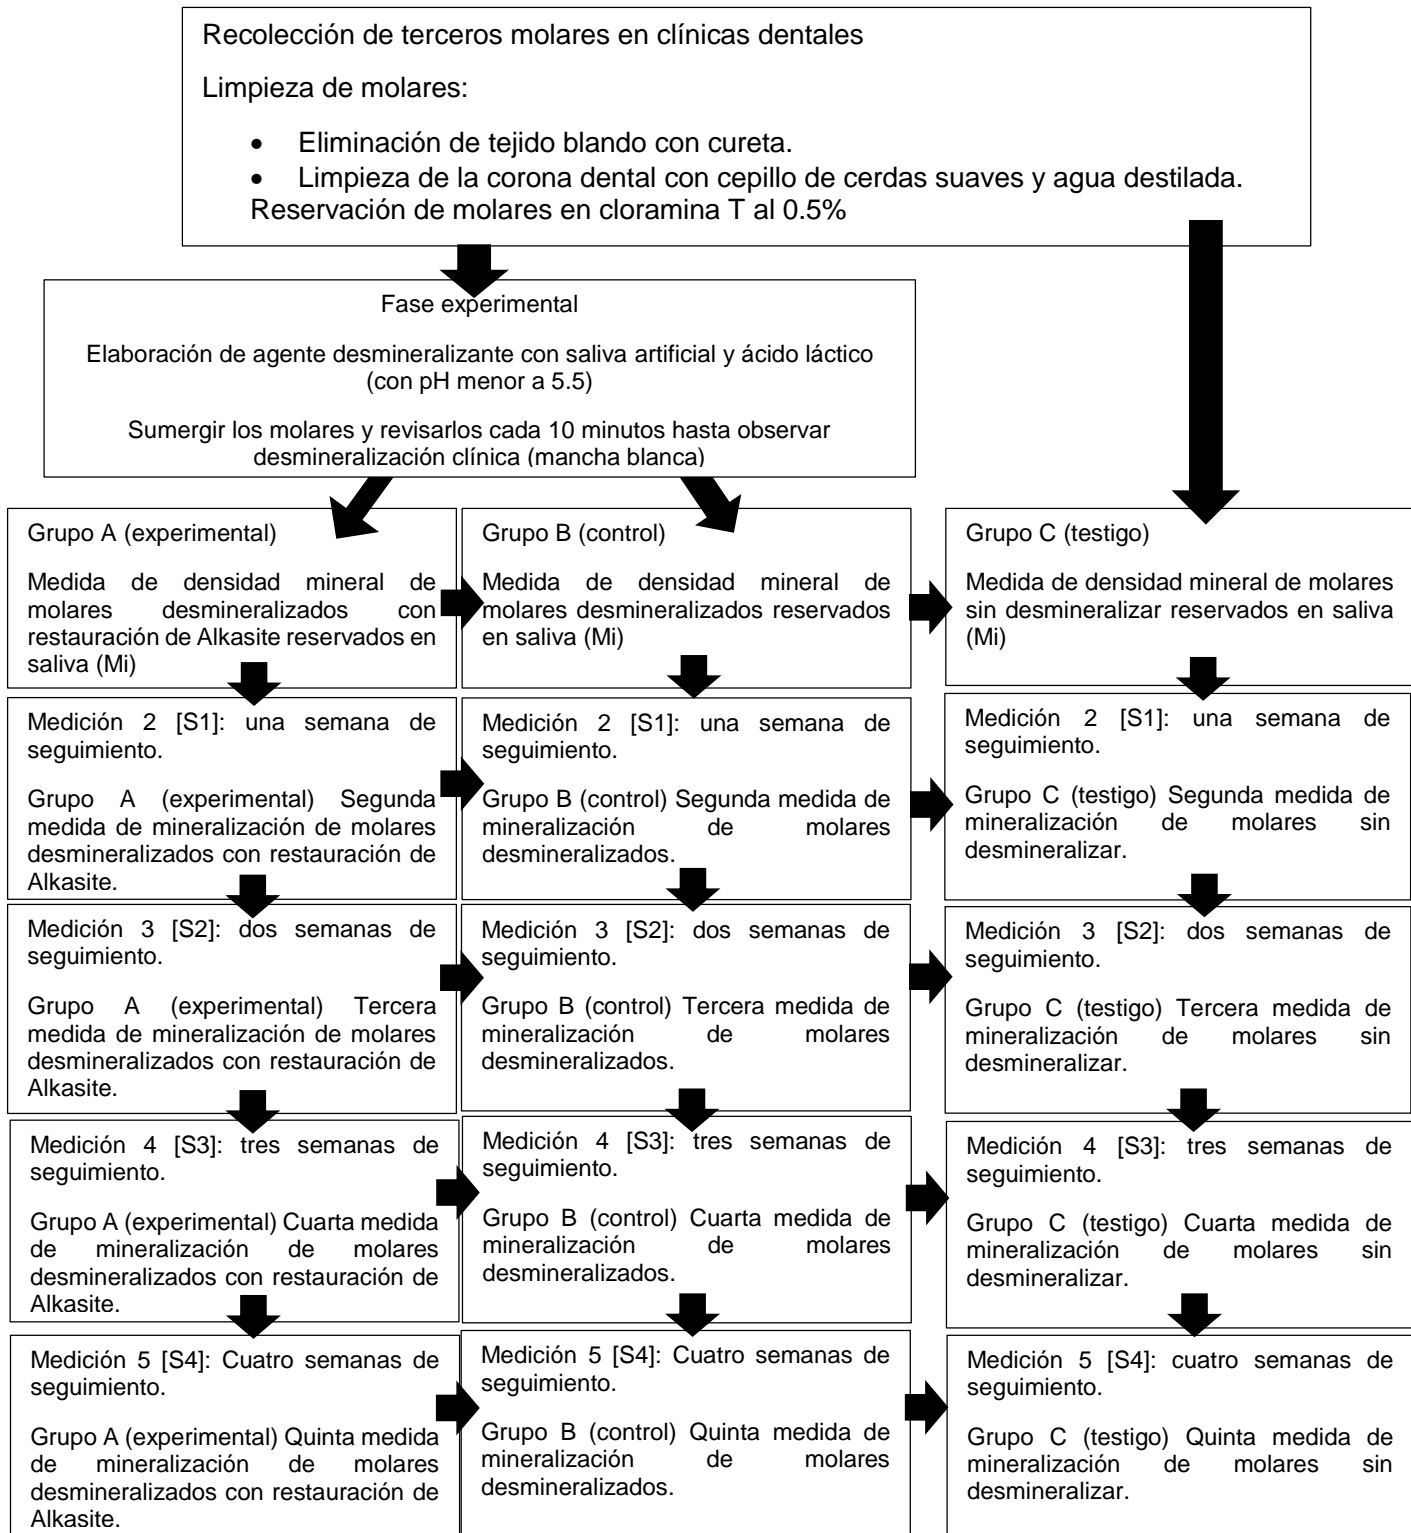 Recolección de terceros molares en clínicas dentales
Limpieza de molares:
• Eliminación de tejido blando con cureta.
• Limpieza de la corona dental con cepillo de cerdas suaves y agua destilada.
Reservación de molares en cloramina T al 0.5%
Fase experimental
Elaboración de agente desmineralizante con saliva artificial y ácido láctico
(con pH menor a 5.5)
Sumergir los molares y revisarlos cada 10 minutos hasta observar
desmineralización clínica (mancha blanca)
Grupo A (experimental)
Medida de densidad mineral de
molares desmineralizados con
restauración de Alkasite reservados en
saliva (Mi)
Grupo B (control)
Medida de densidad mineral de
molares desmineralizados reservados
en saliva (Mi)
Grupo C (testigo)
Medida de densidad mineral de molares
sin desmineralizar reservados en saliva
(Mi)
Medición 2 [S1]: una semana de
seguimiento.
Grupo A (experimental) Segunda
medida de mineralización de molares
desmineralizados con restauración de
Alkasite.
Medición 2 [S1]: una semana de
seguimiento.
Grupo B (control) Segunda medida de
mineralización de molares
desmineralizados.
Medición 2 [S1]: una semana de
seguimiento.
Grupo C (testigo) Segunda medida de
mineralización de molares sin
desmineralizar.
Medición 3 [S2]: dos semanas de
seguimiento.
Grupo A (experimental) Tercera
medida de mineralización de molares
desmineralizados con restauración de
Alkasite.
Medición 3 [S2]: dos semanas de
seguimiento.
Grupo B (control) Tercera medida de
mineralización de molares
desmineralizados.
Medición 3 [S2]: dos semanas de
seguimiento.
Grupo C (testigo) Tercera medida de
mineralización de molares sin
desmineralizar.
Medición 4 [S3]: tres semanas de
seguimiento.
Grupo A (experimental) Cuarta medida
de mineralización de molares
desmineralizados con restauración de
Alkasite.
Medición 4 [S3]: tres semanas de
seguimiento.
Grupo B (control) Cuarta medida de
mineralización de molares
desmineralizados.
Medición 4 [S3]: tres semanas de
seguimiento.
Grupo C (testigo) Cuarta medida de
mineralización de molares sin
desmineralizar.
Medición 5 [S4]: Cuatro semanas de
seguimiento.
Grupo A (experimental) Quinta medida
de mineralización de molares
desmineralizados con restauración de
Alkasite.
Medición 5 [S4]: Cuatro semanas de
seguimiento.
Grupo B (control) Quinta medida de
mineralización de molares
desmineralizados.
Medición 5 [S4]: cuatro semanas de
seguimiento.
Grupo C (testigo) Quinta medida de
mineralización de molares sin
desmineralizar.